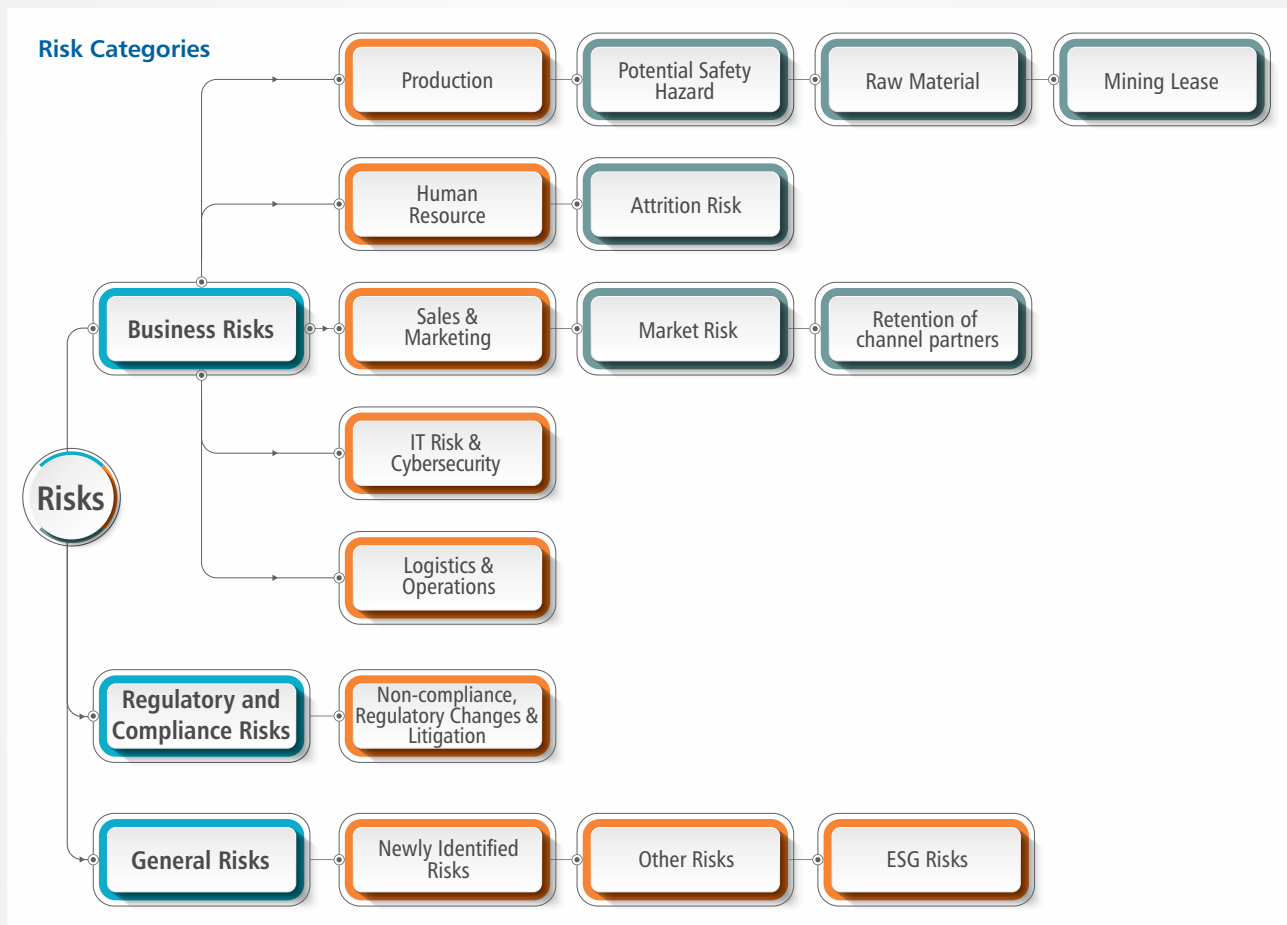 Risk Categories
Production
Potential Safety
Hazard
Raw Material
Mining Lease
Human
Resource
Attrition Risk
Business Risks
Sales &
Marketing
Market Risk
Retention of
channel partners
IT Risk &
Cybersecurity
Risks
Logistics &
Operations
Regulatory and
Compliance Risks
Non-compliance,
Regulatory Changes &
Litigation
General Risks
Newly Identified
Risks
Other Risks
ESG Risks